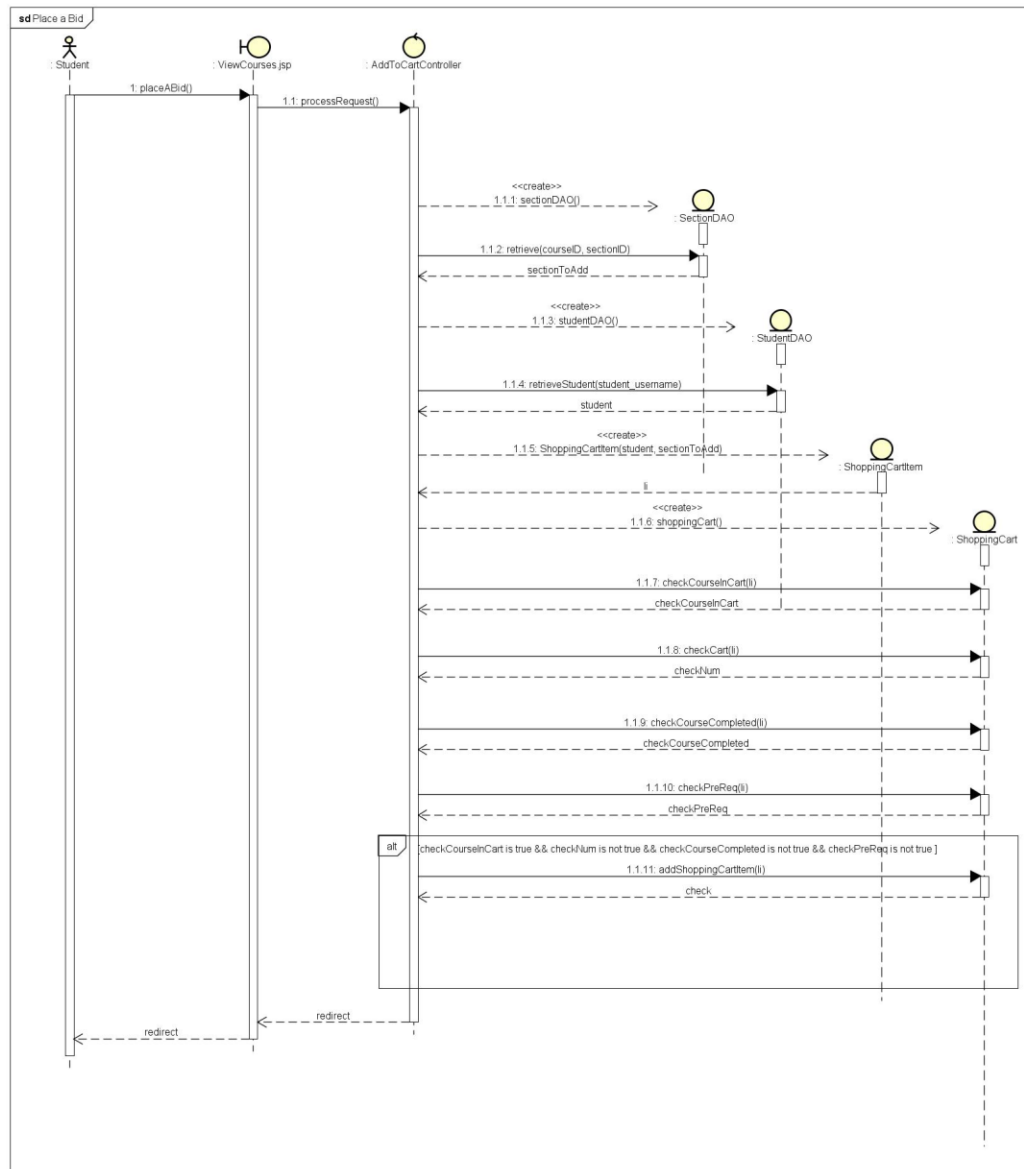 sd Place a Bid
: Student
: ViewCourses.jsp
: AddToCartController
1: placeABid()
1.1: processRequest()
<<create>>
1.1.1: sectionDAO()
: SectionDAO
1.1.2: retrieve(courseID, sectionID)
sectionToAdd
<<create>>
1.1.3: studentDAO()
: StudentDAO
1.1.4: retrieveStudent(student_username)
student
<<create>>
1.1.5: ShoppingCartItem(student, sectionToAdd)
: ShoppingCartItem
li
<<create>>
1.1.6: shoppingCart()
: ShoppingCart
1.1.7: checkCourseInCart(li)
checkCourseInCart
1.1.8: checkCart(li)
checkNum
1.1.9: checkCourseCompleted(li)
checkCourseCompleted
1.1.10: checkPreReq(li)
checkPreReq
alt
[checkCourseInCart is true && checkNum is not true && checkCourseCompleted is not true && checkPreReq is not true ]
1.1.11: addShoppingCartItem(li)
check
redirect
redirect